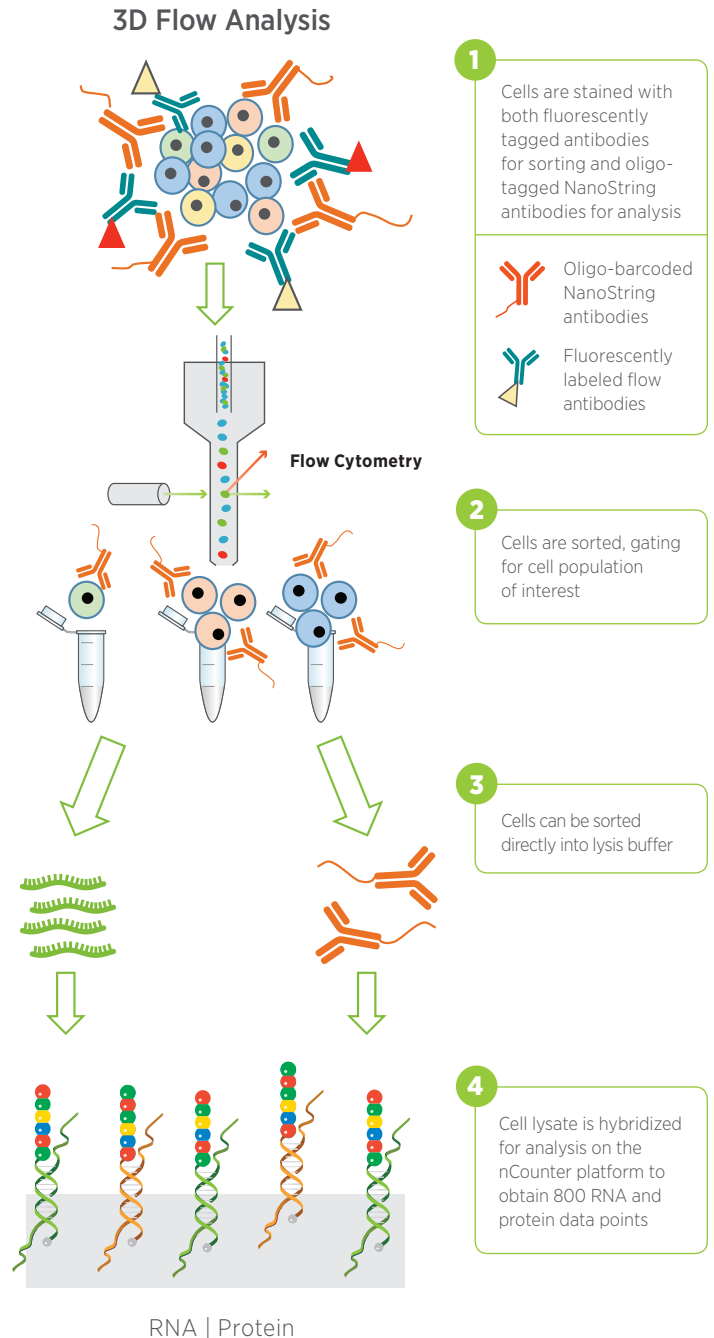 3D Flow Analysis
1
Cells are stained with
both fluorescently
tagged antibodies
for sorting and oligo-
tagged NanoString
antibodies for analysis
Oligo-barcoded
NanoString
antibodies
Fluorescently
labeled flow
antibodies
Flow Cytometry
2
Cells are sorted, gating
for cell population
of interest
3
Cells can be sorted
directly into lysis buffer
4
Cell lysate is hybridized
for analysis on the
nCounter platform to
obtain 800 RNA and
protein data points
RNA | Protein